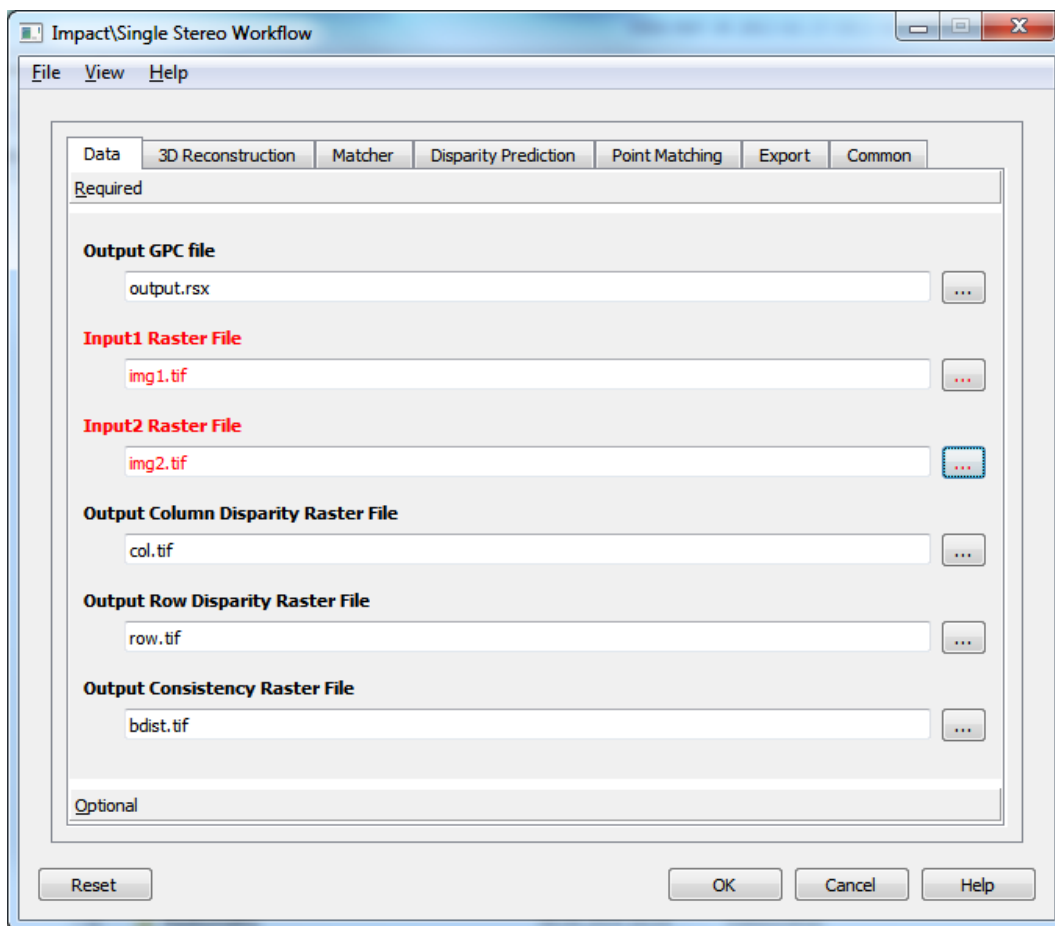 Impact\Single Stereo Workflow
File View Help
Data 3D Reconstruction Matcher Disparity Prediction Point Matching Export Common
Required
Output GPC file
output.rsx ...
Input1 Raster File
img1.tif ...
Input2 Raster File
img2.tif ...
Output Column Disparity Raster File
col.tif ...
Output Row Disparity Raster File
row.tif ...
Output Consistency Raster File
bdist.tif ...
Optional
Reset OK Cancel Help